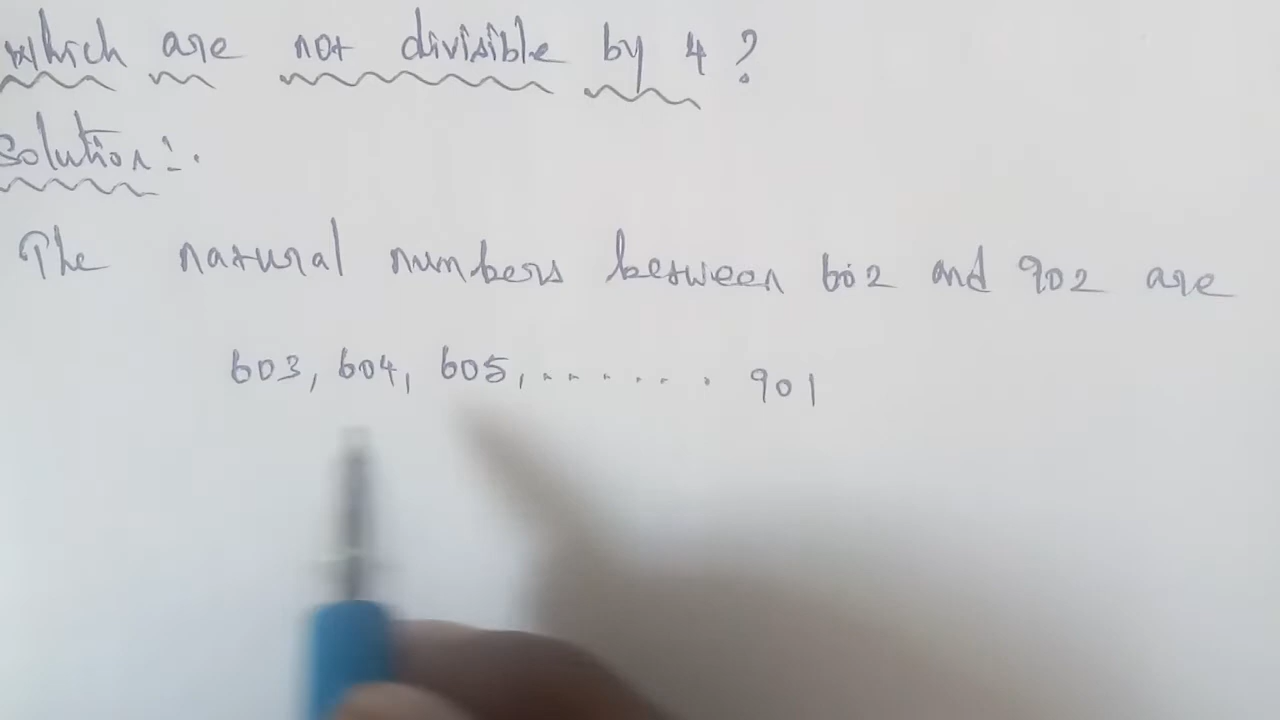 which are not divisible by 4 ?
Solution :-
The natural numbers between 602 and 902 are
603, 604, 605, ....... 901